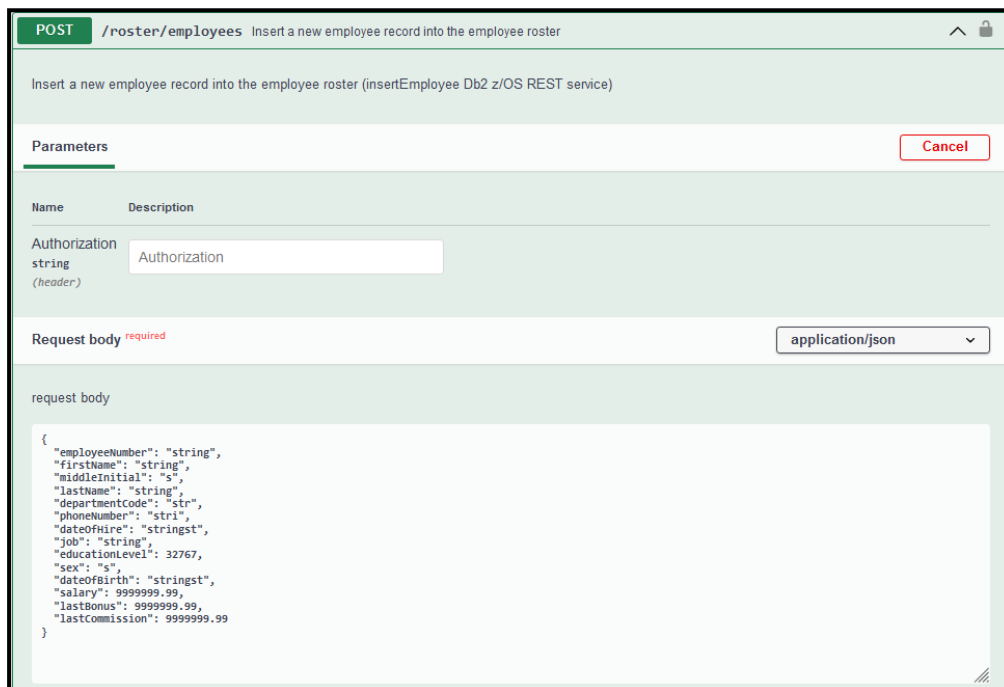 POST /roster/employees Insert a new employee record into the employee roster
Insert a new employee record into the employee roster (insertEmployee Db2 z/OS REST service)
Parameters Cancel
Name Description
Authorization
string
(header)
Authorization
Request body required application/json
request body
{
"employeeNumber": "string",
"firstName": "string",
"middleInitial": "s",
"lastName": "string",
"departmentCode": "str",
"phoneNumber": "stri",
"dateOfHire": "stringst",
"job": "string",
"educationLevel": 32767,
"sex": "s",
"dateOfBirth": "stringst",
"salary": 9999999.99,
"lastBonus": 9999999.99,
"lastCommission": 9999999.99
}